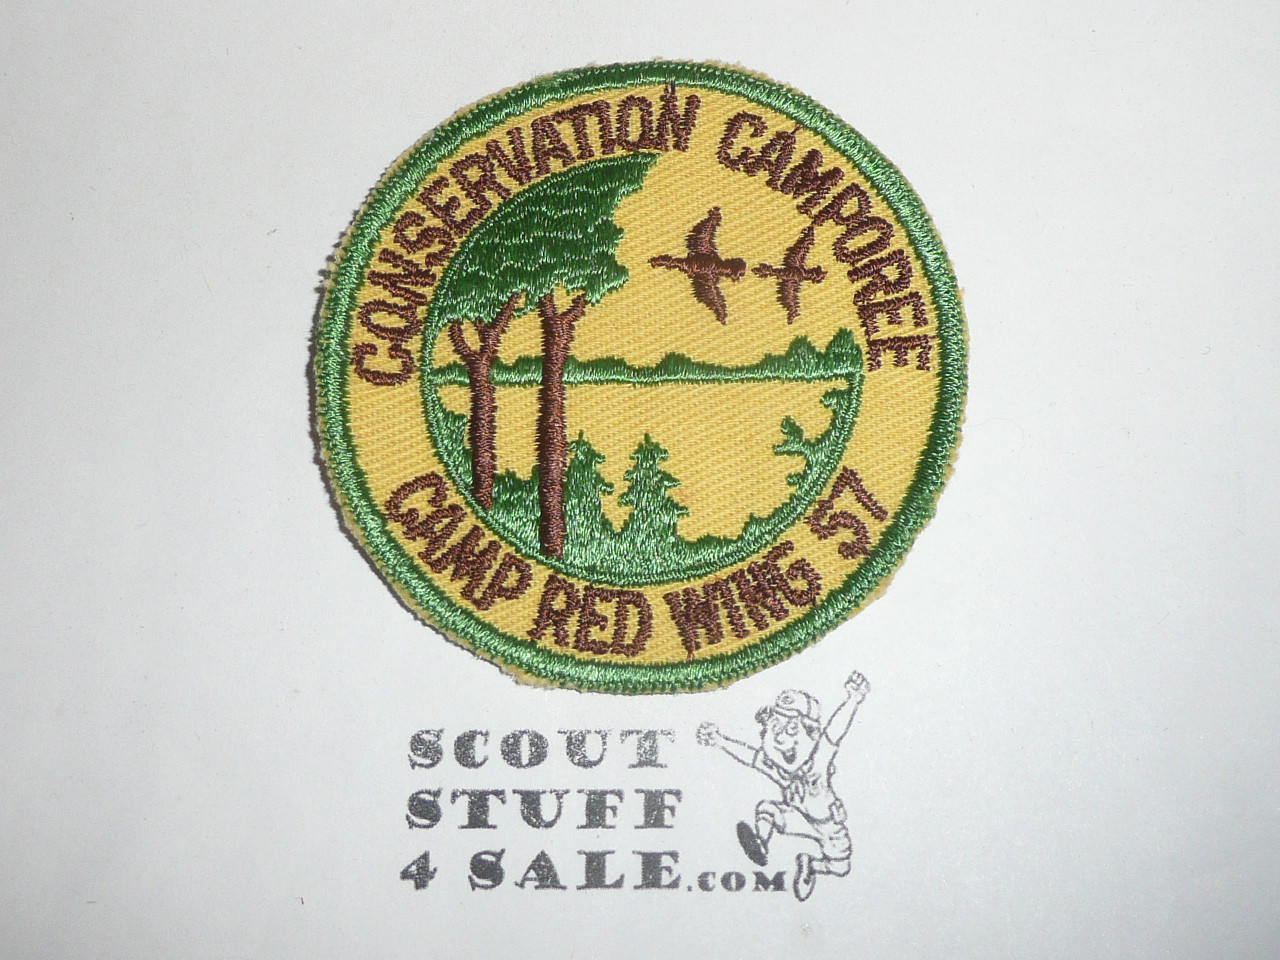 CONSERVATION CAMPOREE
CAMP RED WING 57
SCOUT
STUFF
4 SALE.COM